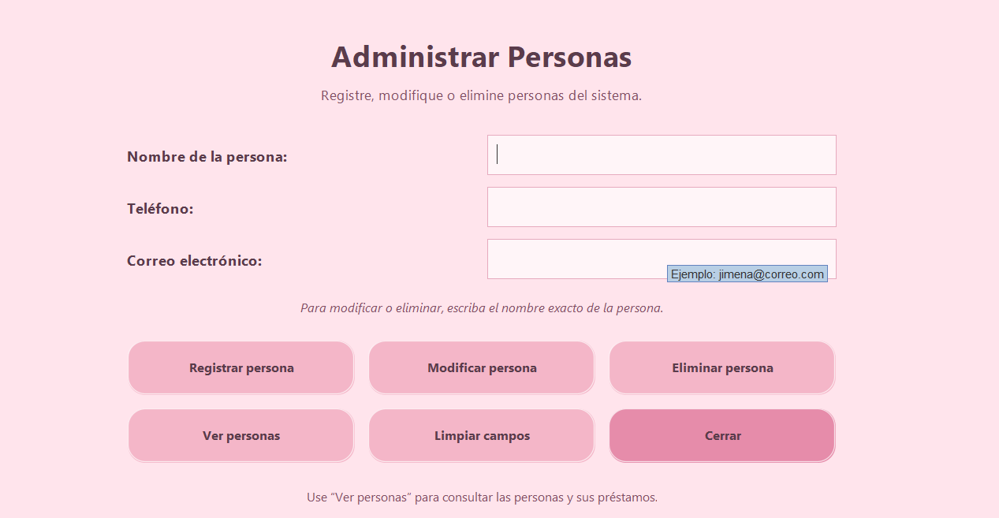 Administrar Personas
Registre, modifique o elimine personas del sistema.
Nombre de la persona:
Teléfono:
Correo electrónico:
Ejemplo: jimena@correo.com
Para modificar o eliminar, escriba el nombre exacto de la persona.
Registrar persona
Modificar persona
Eliminar persona
Ver personas
Limpiar campos
Cerrar
Use “Ver personas” para consultar las personas y sus préstamos.